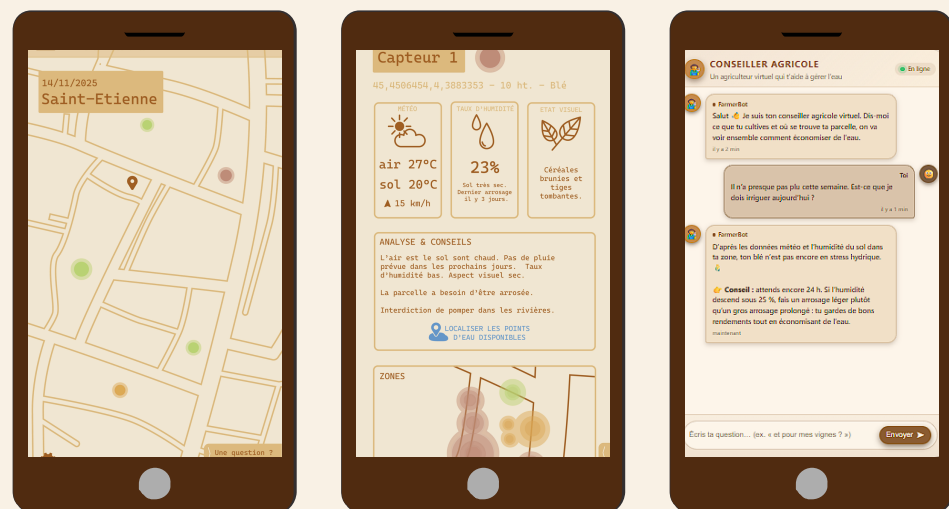 14/11/2025
Saint-Etienne
Une question ?
Capteur 1
45,4506454,4,3883353 - 10 ht. - Blé
MÉTÉO
air 27°C
sol 20°C
15 km/h
TAUX D'HUMIDITÉ
23%
Sol très sec.
Dernier arrosage
il y 3 jours.
ETAT VISUEL
Céréales
brunies et
tiges
tombantes.
ANALYSE & CONSEILS
L'air est le sol sont chaud. Pas de pluie
prévue dans les prochains jours. Taux
d'humidité bas. Aspect visuel sec.
La parcelle a besoin d'être arrosée.
Interdiction de pomper dans les rivières.
LOCALISER LES POINTS
D'EAU DISPONIBLES
ZONES
CONSEILLER AGRICOLE
Un agriculteur virtuel qui t'aide à gérer l'eau
En ligne
FarmerBot
Salut 👋 Je suis ton conseiller agricole virtuel. Dis-moi
ce que tu cultives et où se trouve ta parcelle, on va
voir ensemble comment économiser de l'eau.
il y a 2 min
Toi
Il n'a presque pas plu cette semaine. Est-ce que je
dois irriguer aujourd'hui ?
il y a 1 min
FarmerBot
D'après les données météo et l'humidité du sol dans
ta zone, ton blé n'est pas encore en stress hydrique.
👉 Conseil : attends encore 24 h. Si l'humidité
descend sous 25 %, fais un arrosage léger plutôt
qu'un gros arrosage prolongé : tu gardes de bons
rendements tout en économisant de l'eau.
maintenant
Écris ta question… (ex. « et pour mes vignes ? »)
Envoyer